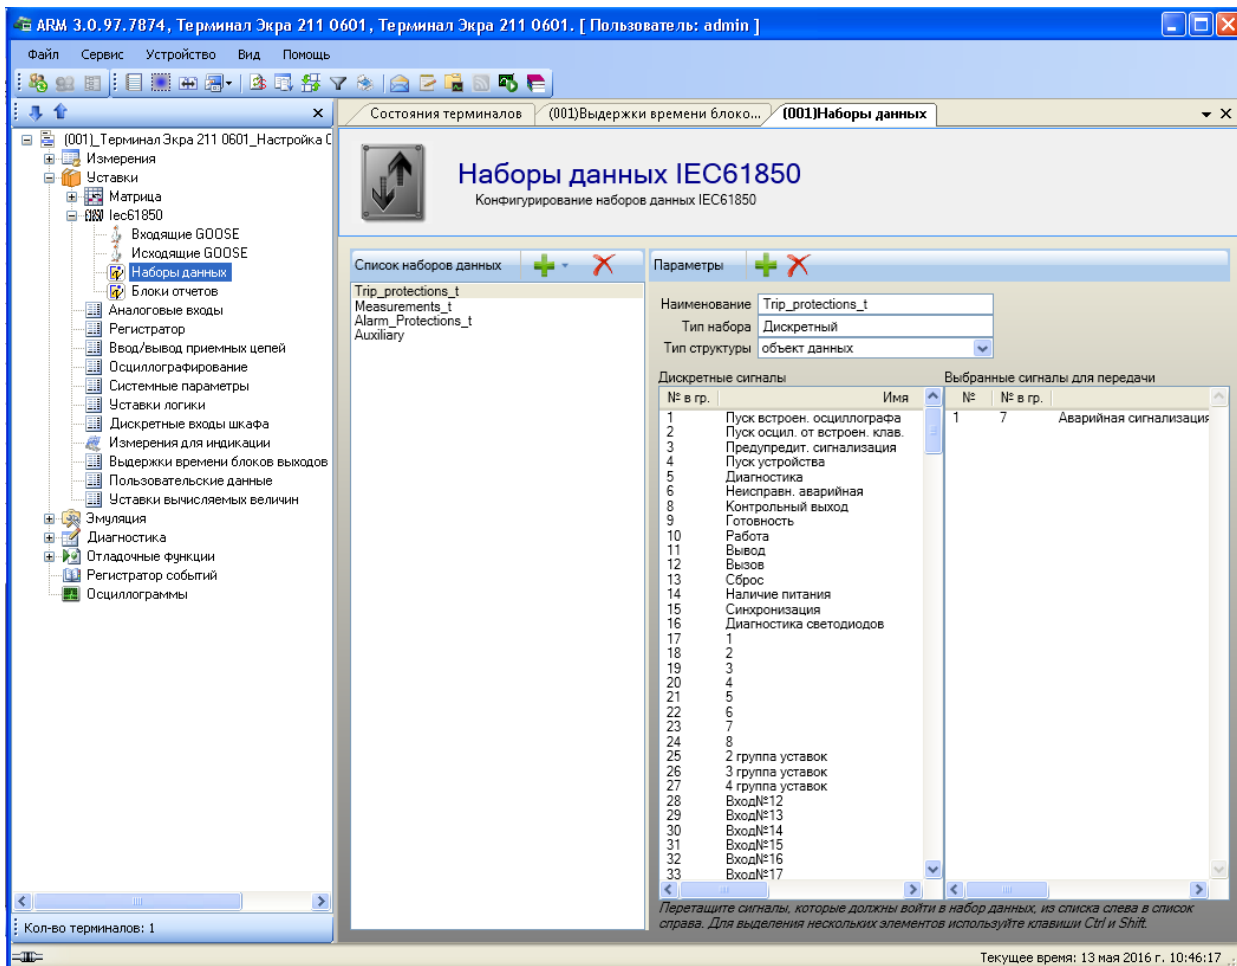 ARM 3.0.97.7874, Терминал Экра 211 0601, Терминал Экра 211 0601. [ Пользователь: admin ]
Файл Сервис Устройство Вид Помощь
Состояния терминалов (001)Выдержки времени блоко... (001)Наборы данных
(001)_Терминал Экра 211 0601_Настройка
Измерения
Уставки
Матрица
61850 Iec61850
Входящие GOOSE
Исходящие GOOSE
Наборы данных
Блоки отчетов
Аналоговые входы
Регистратор
Ввод/вывод приемных цепей
Осциллографирование
Системные параметры
Уставки логики
Дискретные входы шкафа
Измерения для индикации
Выдержки времени блоков выходов
Пользовательские данные
Уставки вычисляемых величин
Эмуляция
Диагностика
Отладочные функции
Регистратор событий
Осциллограммы
Кол-во терминалов: 1
Наборы данных IEC61850
Конфигурирование наборов данных IEC61850
Список наборов данных
Trip_protections_t
Measurements_t
Alarm_Protections_t
Auxiliary
Параметры
Наименование Trip_protections_t
Тип набора Дискретный
Тип структуры объект данных
Дискретные сигналы
№ в гр. Имя
1 Пуск встроен. осциллографа
2 Пуск осцил. от встроен. клав.
3 Предупредит. сигнализация
4 Пуск устройства
5 Диагностика
6 Неисправн. аварийная
8 Контрольный выход
9 Готовность
10 Работа
11 Вывод
12 Вызов
13 Сброс
14 Наличие питания
15 Синхронизация
16 Диагностика светодиодов
17 1
18 2
19 3
20 4
21 5
22 6
23 7
24 8
25 2 группа уставок
26 3 группа уставок
27 4 группа уставок
28 Вход№12
29 Вход№13
30 Вход№14
31 Вход№15
32 Вход№16
33 Вход№17
Выбранные сигналы для передачи
№ № в гр.
1 7 Аварийная сигнализация
Перетащите сигналы, которые должны войти в набор данных, из списка слева в список
справа. Для выделения нескольких элементов используйте клавиши Ctrl и Shift.
Текущее время: 13 мая 2016 г. 10:46:17